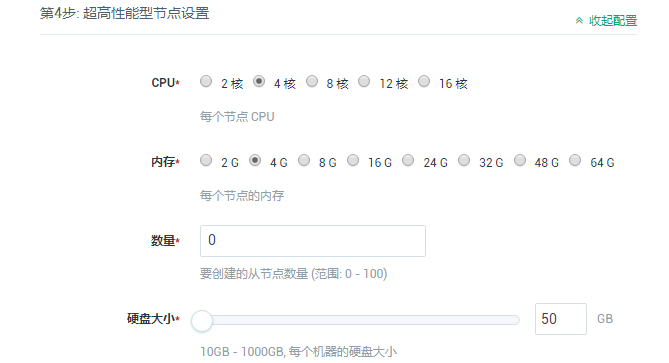 第4步: 超高性能型节点设置
收起配置
CPU* 2 核 4 核 8 核 12 核 16 核
每个节点 CPU
内存* 2 G 4 G 8 G 16 G 24 G 32 G 48 G 64 G
每个节点的内存
数量* 0
要创建的从节点数量 (范围: 0 - 100)
硬盘大小* 50 GB
10GB - 1000GB, 每个机器的硬盘大小